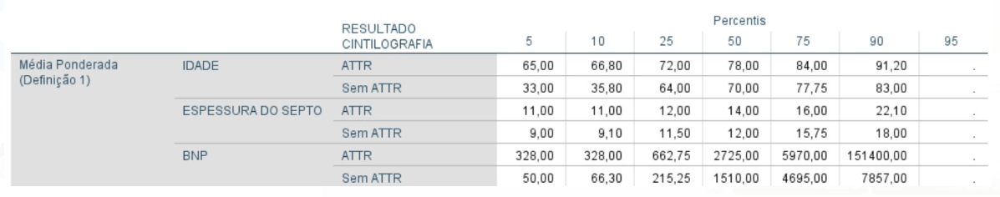 Percentis
RESULTADO CINTILOGRAFIA 5 10 25 50 75 90 95
Média Ponderada (Definição 1) IDADE ATTR 65,00 66,80 72,00 78,00 84,00 91,20 .
Sem ATTR 33,00 35,80 64,00 70,00 77,75 83,00 .
ESPESSURA DO SEPTO ATTR 11,00 11,00 12,00 14,00 16,00 22,10 .
Sem ATTR 9,00 9,10 11,50 12,00 15,75 18,00 .
BNP ATTR 328,00 328,00 662,75 2725,00 5970,00 151400,00 .
Sem ATTR 50,00 66,30 215,25 1510,00 4695,00 7857,00 .